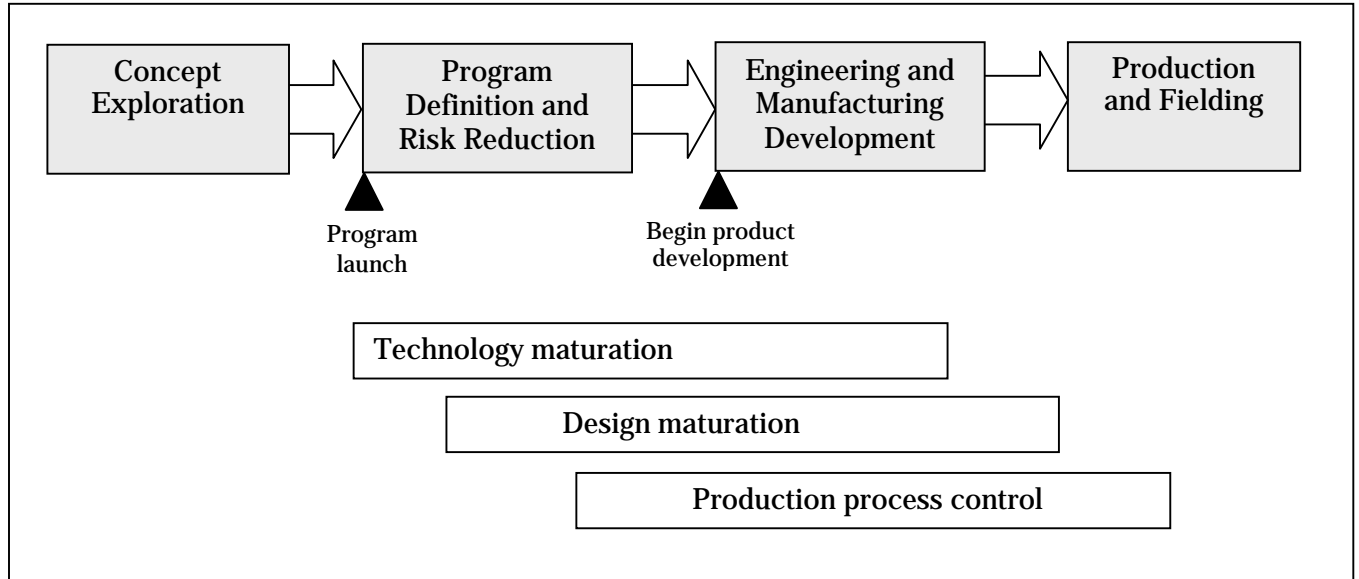 Concept
Exploration
Program
Definition and
Risk Reduction
Engineering and
Manufacturing
Development
Production
and Fielding
Program
launch
Begin product
development
Technology maturation
Design maturation
Production process control